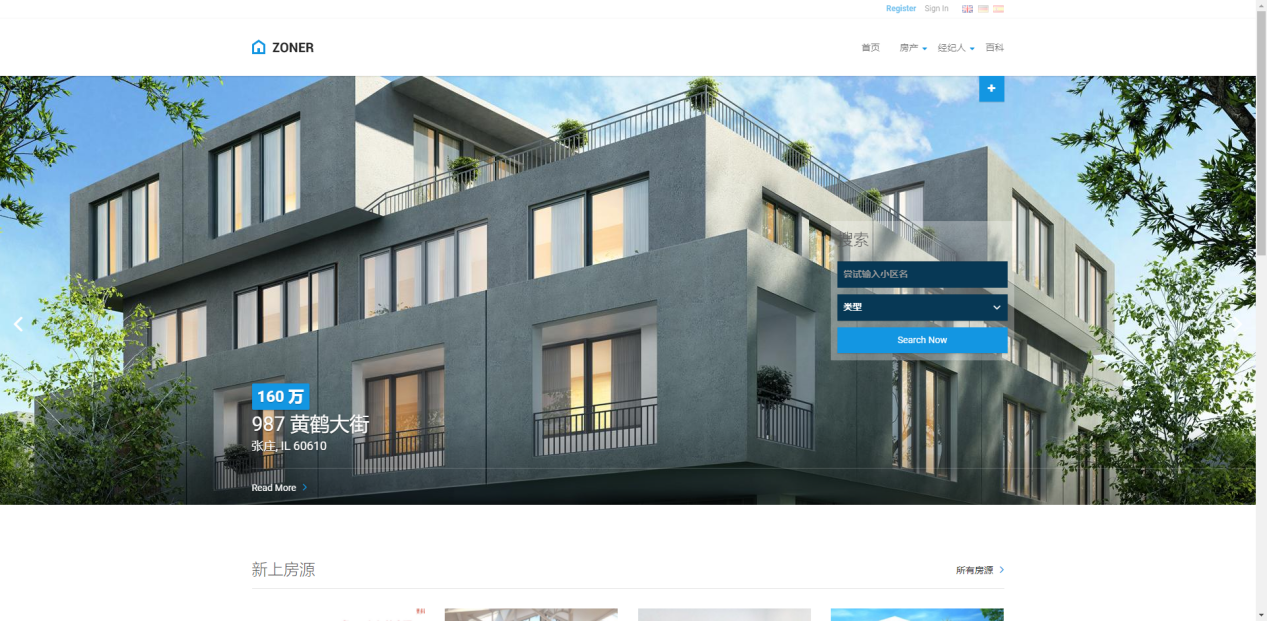 Register Sign In
ZONER
首页 房产 经纪人 百科
+
搜索
尝试输入小区名
类型
Search Now
160 万
987 黄鹤大街
张庄, IL 60610
Read More
新上房源
所有房源